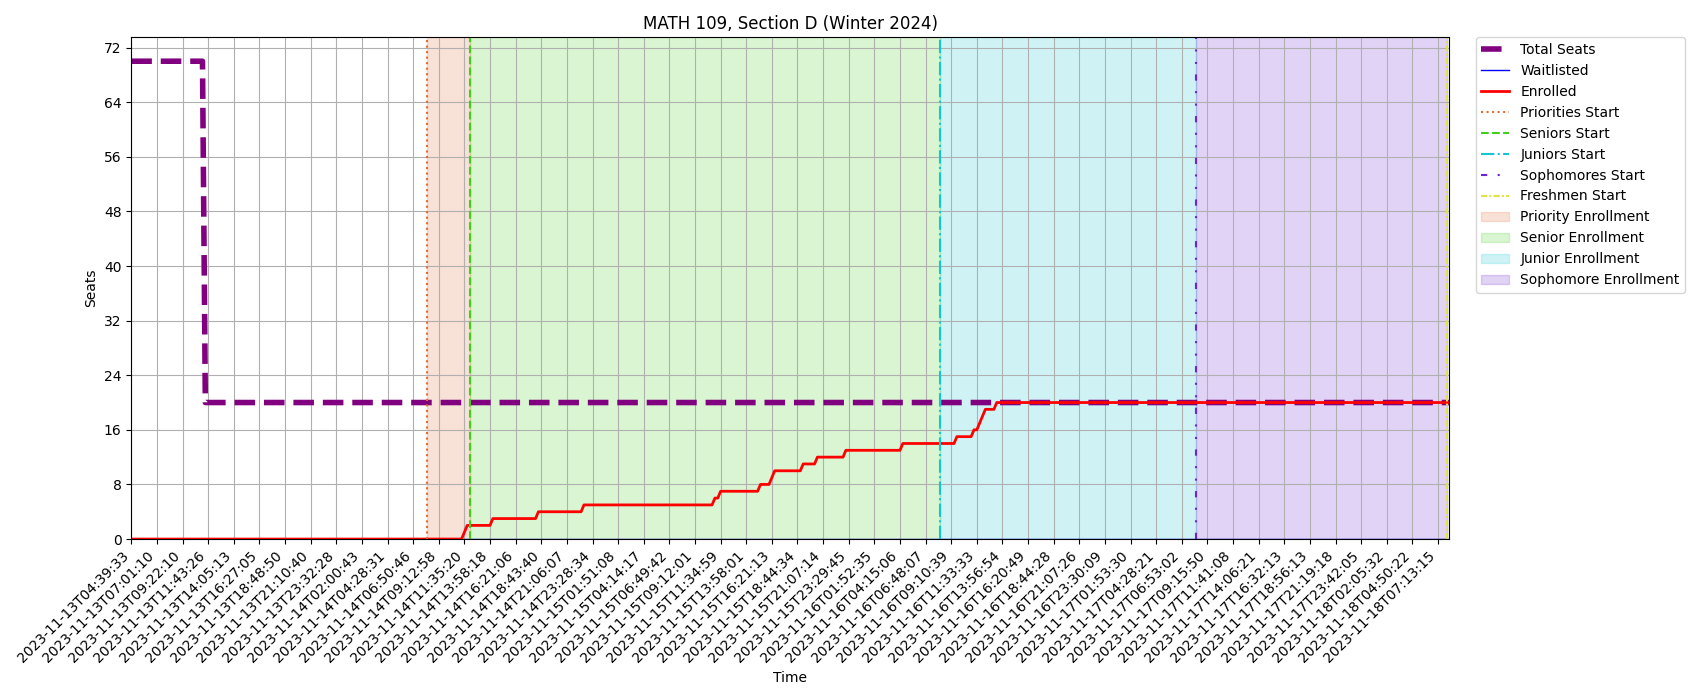 MATH 109, Section D (Winter 2024)
72
64
56
48
40
32
24
16
8
0
Seats
2023-11-13T04:39:33
2023-11-13T07:01:10
2023-11-13T09:22:10
2023-11-13T11:43:26
2023-11-13T14:05:13
2023-11-13T16:27:05
2023-11-13T18:48:50
2023-11-13T21:10:40
2023-11-13T23:32:28
2023-11-14T02:00:43
2023-11-14T04:28:31
2023-11-14T06:50:46
2023-11-14T09:12:58
2023-11-14T11:35:20
2023-11-14T13:58:18
2023-11-14T16:21:06
2023-11-14T18:43:40
2023-11-14T21:06:07
2023-11-14T23:28:34
2023-11-15T01:51:08
2023-11-15T04:14:17
2023-11-15T06:49:42
2023-11-15T09:12:01
2023-11-15T11:34:59
2023-11-15T13:58:01
2023-11-15T16:21:13
2023-11-15T18:44:34
2023-11-15T21:07:14
2023-11-15T23:29:45
2023-11-16T01:52:35
2023-11-16T04:15:06
2023-11-16T06:48:07
2023-11-16T09:10:39
2023-11-16T11:33:33
2023-11-16T13:56:54
2023-11-16T16:20:49
2023-11-16T18:44:28
2023-11-16T21:07:26
2023-11-16T23:30:09
2023-11-17T01:53:30
2023-11-17T04:28:21
2023-11-17T06:53:02
2023-11-17T09:15:50
2023-11-17T11:41:08
2023-11-17T14:06:21
2023-11-17T16:32:13
2023-11-17T18:56:13
2023-11-17T21:19:18
2023-11-17T23:42:05
2023-11-18T02:05:32
2023-11-18T04:50:22
2023-11-18T07:13:15
Time
Total Seats
Waitlisted
Enrolled
Priorities Start
Seniors Start
Juniors Start
Sophomores Start
Freshmen Start
Priority Enrollment
Senior Enrollment
Junior Enrollment
Sophomore Enrollment